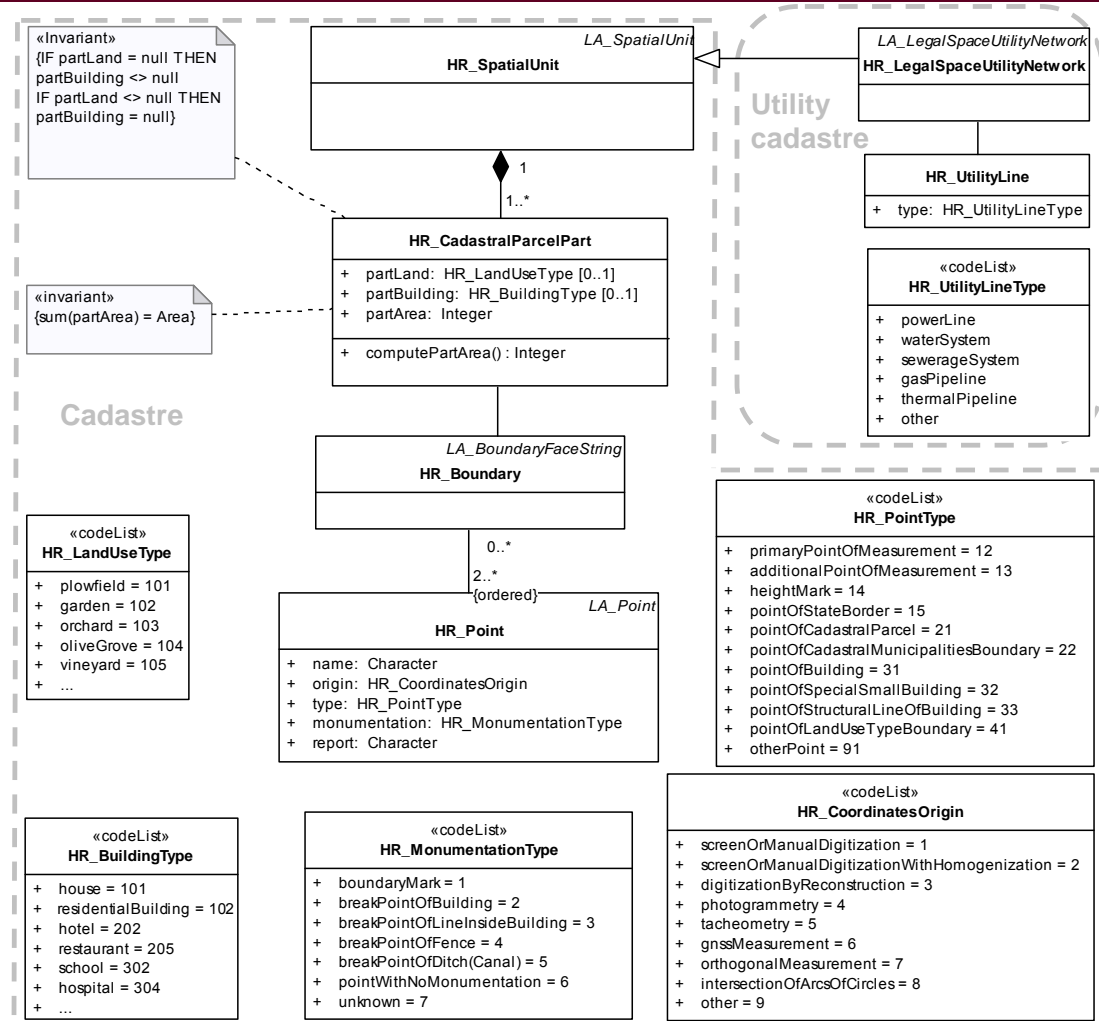 «Invariant»
{IF partLand = null THEN
partBuilding <> null
IF partLand <> null THEN
partBuilding = null}
LA_SpatialUnit
HR_SpatialUnit
LA_LegalSpaceUtilityNetwork
HR_LegalSpaceUtilityNetwork
Utility
cadastre
HR_UtilityLine
+ type: HR_UtilityLineType
«codeList»
HR_UtilityLineType
+ powerLine
+ waterSystem
+ sewerageSystem
+ gasPipeline
+ thermalPipeline
+ other
1
1..*
HR_CadastralParcelPart
+ partLand: HR_LandUseType [0..1]
+ partBuilding: HR_BuildingType [0..1]
+ partArea: Integer
+ computePartArea() : Integer
«invariant»
{sum(partArea) = Area}
Cadastre
LA_BoundaryFaceString
HR_Boundary
0..*
2..*
{ordered}
LA_Point
HR_Point
+ name: Character
+ origin: HR_CoordinatesOrigin
+ type: HR_PointType
+ monumentation: HR_MonumentationType
+ report: Character
«codeList»
HR_LandUseType
+ plowfield = 101
+ garden = 102
+ orchard = 103
+ oliveGrove = 104
+ vineyard = 105
+ ...
«codeList»
HR_PointType
+ primaryPointOfMeasurement = 12
+ additionalPointOfMeasurement = 13
+ heightMark = 14
+ pointOfStateBorder = 15
+ pointOfCadastralParcel = 21
+ pointOfCadastralMunicipalitiesBoundary = 22
+ pointOfBuilding = 31
+ pointOfSpecialSmallBuilding = 32
+ pointOfStructuralLineOfBuilding = 33
+ pointOfLandUseTypeBoundary = 41
+ otherPoint = 91
«codeList»
HR_BuildingType
+ house = 101
+ residentialBuilding = 102
+ hotel = 202
+ restaurant = 205
+ school = 302
+ hospital = 304
+ ...
«codeList»
HR_MonumentationType
+ boundaryMark = 1
+ breakPointOfBuilding = 2
+ breakPointOfLineInsideBuilding = 3
+ breakPointOfFence = 4
+ breakPointOfDitch(Canal) = 5
+ pointWithNoMonumentation = 6
+ unknown = 7
«codeList»
HR_CoordinatesOrigin
+ screenOrManualDigitization = 1
+ screenOrManualDigitizationWithHomogenization = 2
+ digitizationByReconstruction = 3
+ photogrammetry = 4
+ tacheometry = 5
+ gnssMeasurement = 6
+ orthogonalMeasurement = 7
+ intersectionOfArcsOfCircles = 8
+ other = 9